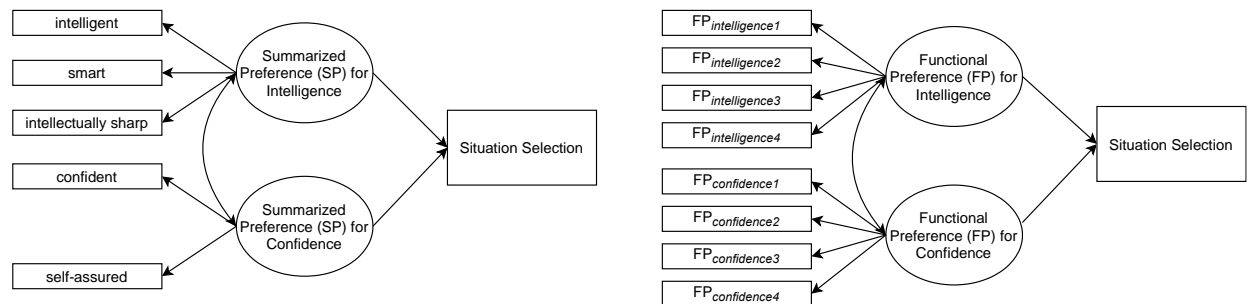 intelligent
smart
intellectually sharp
confident
self-assured
Summarized
Preference (SP) for
Intelligence
Summarized
Preference (SP) for
Confidence
Situation Selection
FPintelligence1
FPintelligence2
FPintelligence3
FPintelligence4
FPconfidence1
FPconfidence2
FPconfidence3
FPconfidence4
Functional
Preference (FP) for
Intelligence
Functional
Preference (FP) for
Confidence
Situation Selection